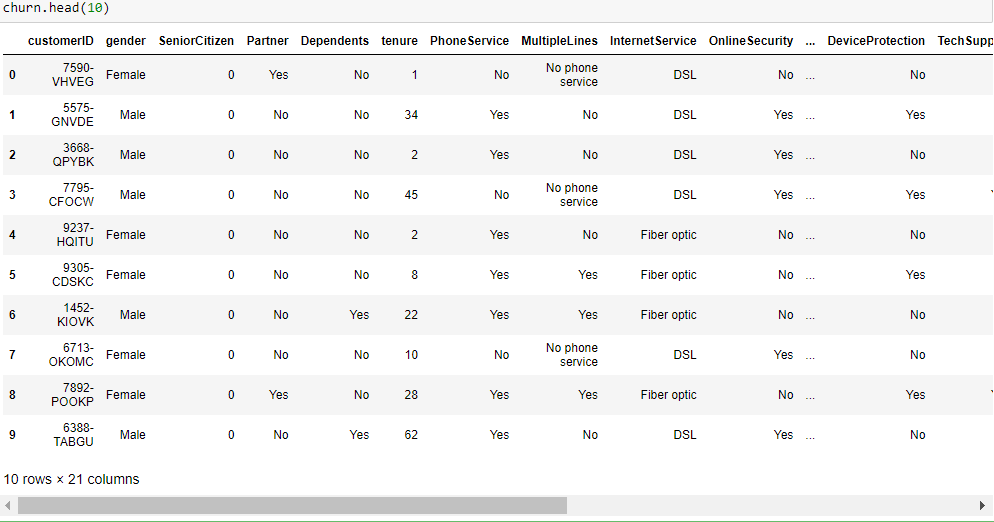 churn.head(10)
customerID gender SeniorCitizen Partner Dependents tenure PhoneService MultipleLines InternetService OnlineSecurity ... DeviceProtection TechSupp
0 7590-VHVEG Female 0 Yes No 1 No No phone service DSL No ... No
1 5575-GNVDE Male 0 No No 34 Yes No DSL Yes ... Yes
2 3668-QPYBK Male 0 No No 2 Yes No DSL Yes ... No
3 7795-CFOCW Male 0 No No 45 No No phone service DSL Yes ... Yes
4 9237-HQITU Female 0 No No 2 Yes No Fiber optic No ... No
5 9305-CDSKC Female 0 No No 8 Yes Yes Fiber optic No ... Yes
6 1452-KIOVK Male 0 No Yes 22 Yes Yes Fiber optic No ... No
7 6713-OKOMC Female 0 No No 10 No No phone service DSL Yes ... No
8 7892-POOKP Female 0 Yes No 28 Yes Yes Fiber optic No ... Yes
9 6388-TABGU Male 0 No Yes 62 Yes No DSL Yes ... No
10 rows × 21 columns